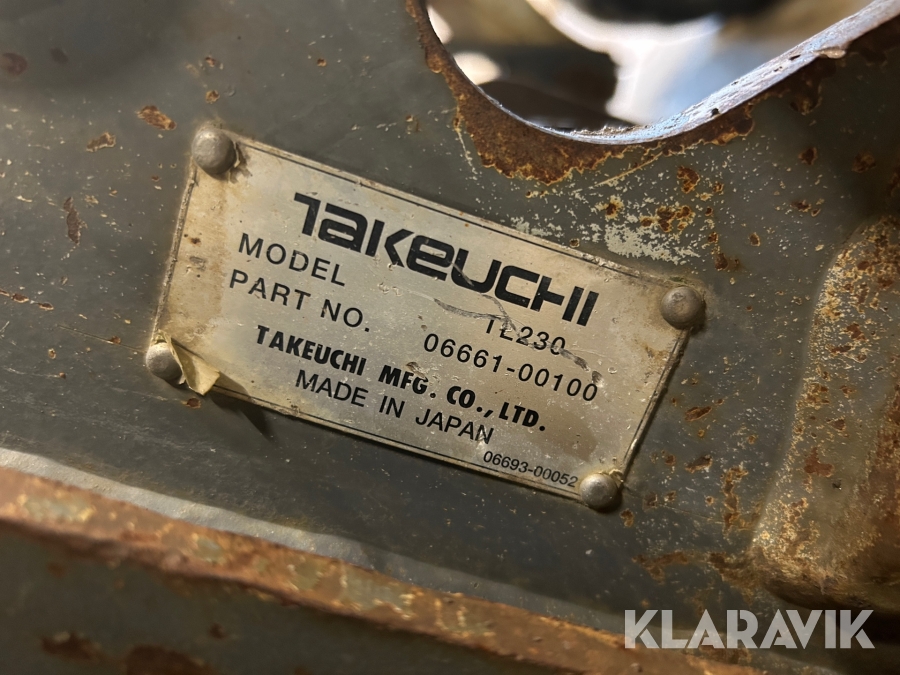 TAKEUCHI
MODEL TL230
PART NO. 06661-00100
TAKEUCHI MFG. CO., LTD.
MADE IN JAPAN
06693-00052
KLARAVIK